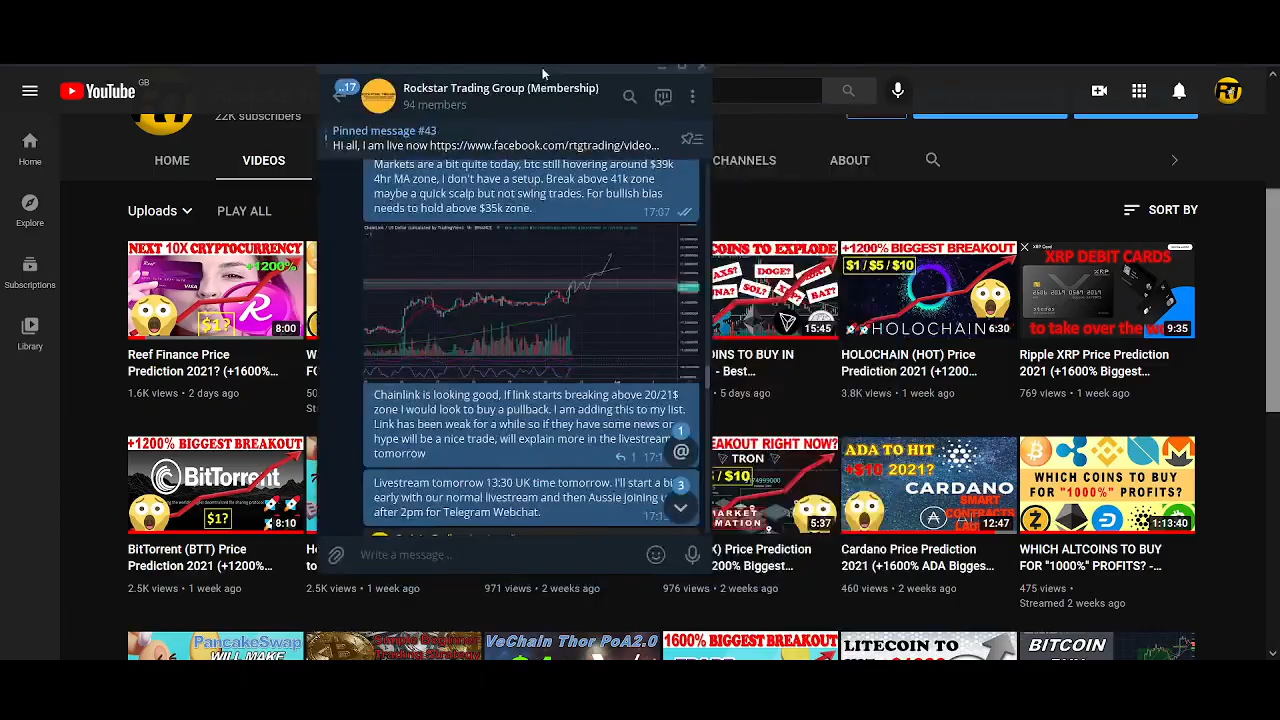 YouTube GB
22K subscribers
HOME
VIDEOS
CHANNELS
ABOUT
Home
Explore
Subscriptions
Library
Uploads
PLAY ALL
SORT BY
..17
Rockstar Trading Group (Membership)
94 members
Pinned message #43
Hi all, I am live now https://www.facebook.com/rtgtrading/video...
Markets are a bit quite today, btc still hovering around $39k
4hr MA zone, I don't have a setup. Break above 41k zone
maybe a quick scalp but not swing trades. For bullish bias
needs to hold above $35k zone.
17:07
Chainlink is looking good, If link starts breaking above 20/21$
zone I would look to buy a pullback. I am adding this to my list.
Link has been weak for a while so if they have some news or
hype will be a nice trade, will explain more in the livestream
tomorrow
1
1
@
Livestream tomorrow 13:30 UK time tomorrow. I'll start a bi
early with our normal livestream and then Aussie joining
after 2pm for Telegram Webchat.
3
Write a message...
NEXT 10X CRYPTOCURRENCY
+1200%
VISA
$1?
8:00
Reef Finance Price
Prediction 2021? (+1600%...
1.6K views • 2 days ago
COINS TO EXPLODE
AXS?
DOGE?
SOL?
XRP?
BAT?
15:45
INS TO BUY IN
- Best...
5 days ago
+1200% BIGGEST BREAKOUT
$1 / $5 / $10
HOLOCHAIN
6:30
HOLOCHAIN (HOT) Price
Prediction 2021 (+1200...
3.8K views • 1 week ago
XRP Card
XRP DEBIT CARDS
to take over the
9:35
Ripple XRP Price Prediction
2021 (+1600% Biggest...
769 views • 1 week ago
+1200% BIGGEST BREAKOUT
BitTorrent
$1?
8:10
BitTorrent (BTT) Price
Prediction 2021 (+1200%...
2.5K views • 1 week ago
2.5K views • 1 week ago
971 views • 2 weeks ago
EAKOUT RIGHT NOW?
TRON
/ $10
5:37
X) Price Prediction
200% Biggest...
976 views • 2 weeks ago
ADA TO HIT
+$10 2021?
CARDANO
SMART
CONTRACTS
12:47
Cardano Price Prediction
2021 (+1600% ADA Bigges...
460 views • 2 weeks ago
WHICH COINS TO BUY
FOR "1000%" PROFITS?
1:13:40
WHICH ALTCOINS TO BUY
FOR "1000%" PROFITS? -...
475 views •
Streamed 2 weeks ago
PancakeSwap
WILL MAKE
Simple Beginner
Trading Strategy
VeChain Thor PoA2.0
1600% BIGGEST BREAKOUT
LITECOIN TO
BITCOIN